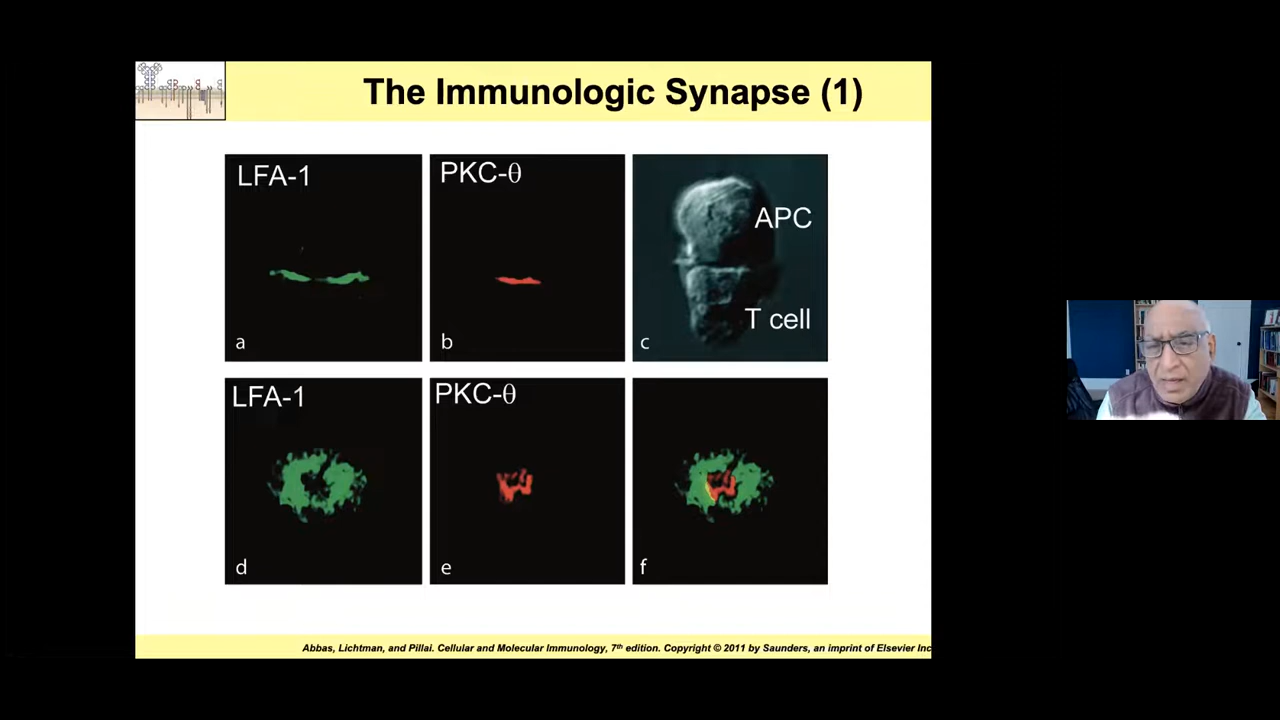 The Immunologic Synapse (1)
LFA-1
PKC-θ
APC
T cell
a
b
c
LFA-1
PKC-θ
d
e
f
Abbas, Lichtman, and Pillai. Cellular and Molecular Immunology, 7th edition. Copyright © 2011 by Saunders, an imprint of Elsevier Inc